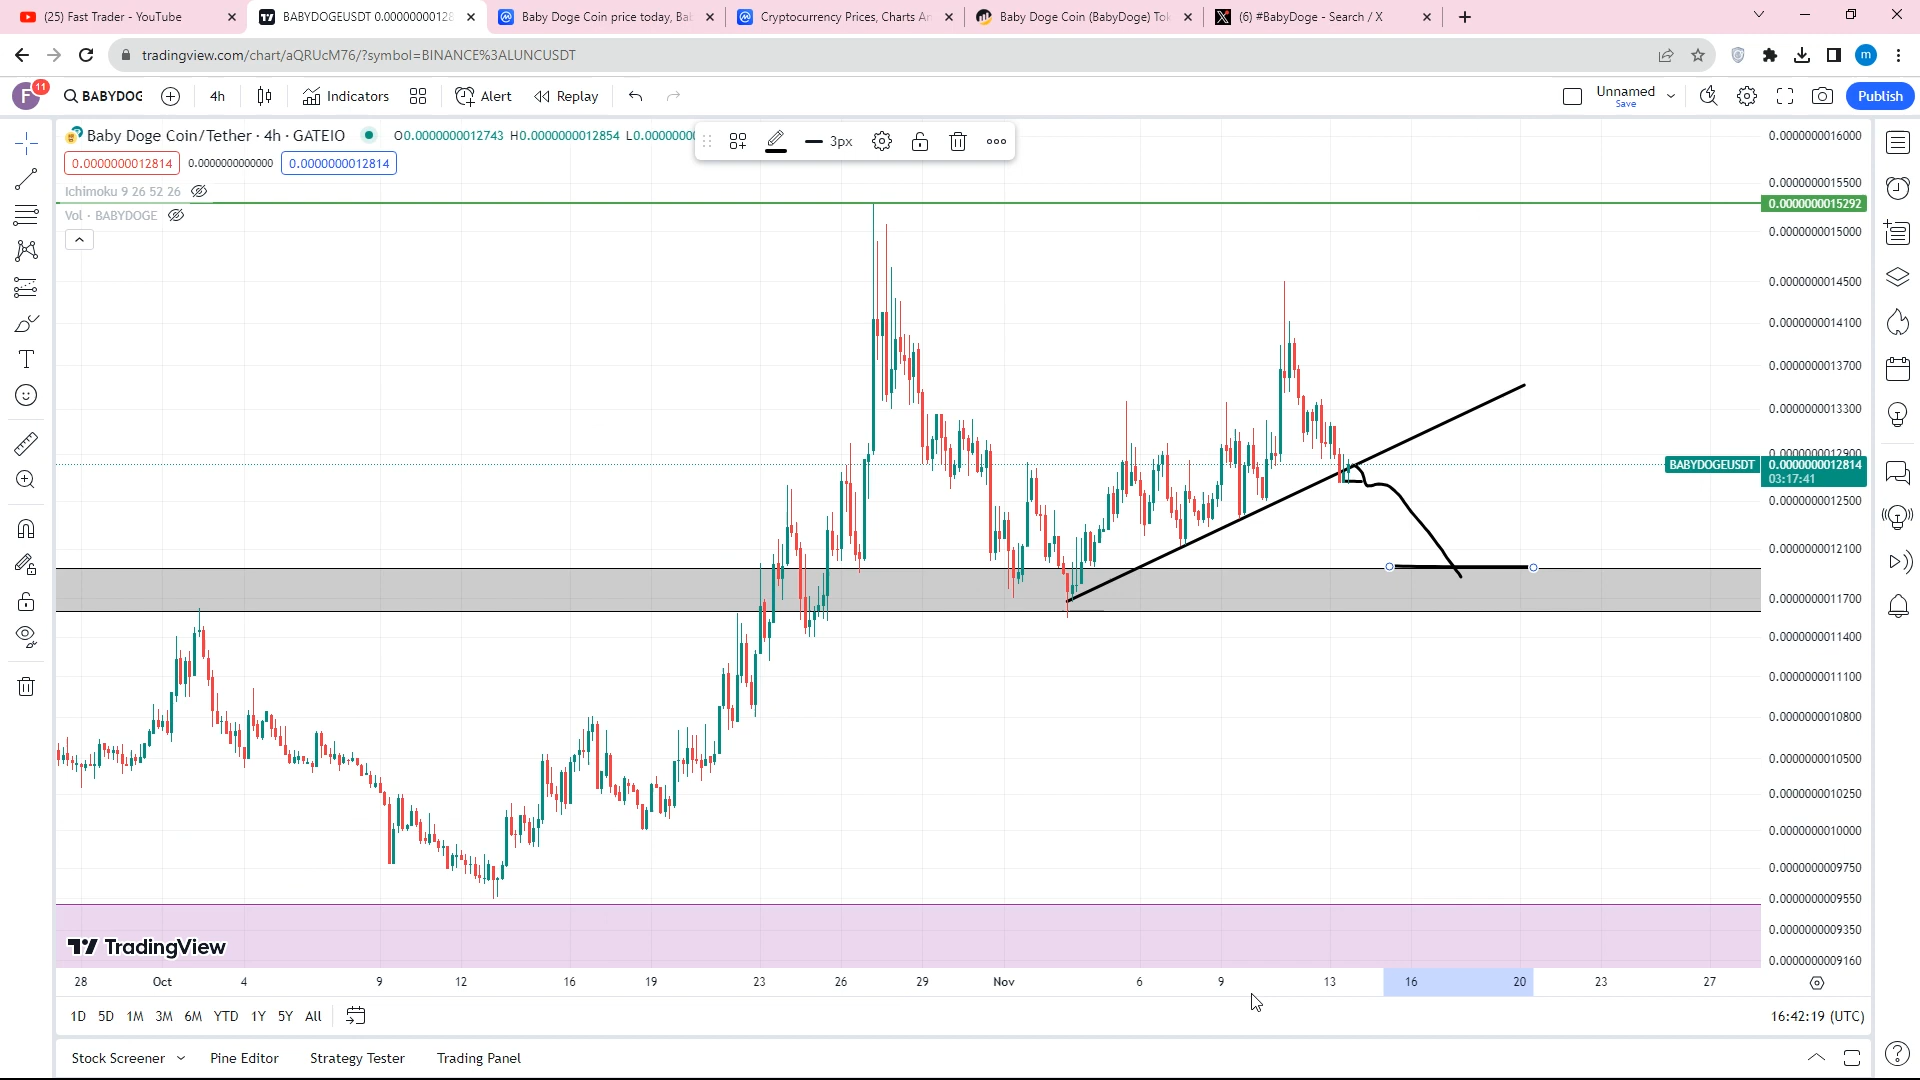 (25) Fast Trader - YouTube
BABYDOGEUSDT 0.0000000012
Baby Doge Coin price today, Ba
Cryptocurrency Prices, Charts An
Baby Doge Coin (BabyDoge) Tok
(6) #BabyDoge - Search / X
tradingview.com/chart/aQRUcM76/?symbol=BINANCE%3ALUNCUSDT
m
F 11
BABYDOG
4h
Indicators
Alert
Replay
Unnamed
Save
Publish
Baby Doge Coin/Tether · 4h · GATEIO
O0.0000000012743 H0.0000000012854 L0.000000
3px
0.0000000012814 0.0000000000000 0.0000000012814
Ichimoku 9 26 52 26
Vol · BABYDOGE
0.0000000016000
0.0000000015500
0.0000000015292
0.0000000015000
0.0000000014500
0.0000000014100
0.0000000013700
0.0000000013300
0.0000000012900
BABYDOGEUSDT 0.0000000012814
03:17:41
0.0000000012500
0.0000000012100
0.0000000011700
0.0000000011400
0.0000000011100
0.0000000010800
0.0000000010500
0.0000000010250
0.0000000010000
0.0000000009750
0.0000000009550
0.0000000009350
0.0000000009160
TradingView
28 Oct 4 9 12 16 19 23 26 29 Nov 6 9 13 16 20 23 27
1D 5D 1M 3M 6M YTD 1Y 5Y All
16:42:19 (UTC)
Stock Screener Pine Editor Strategy Tester Trading Panel